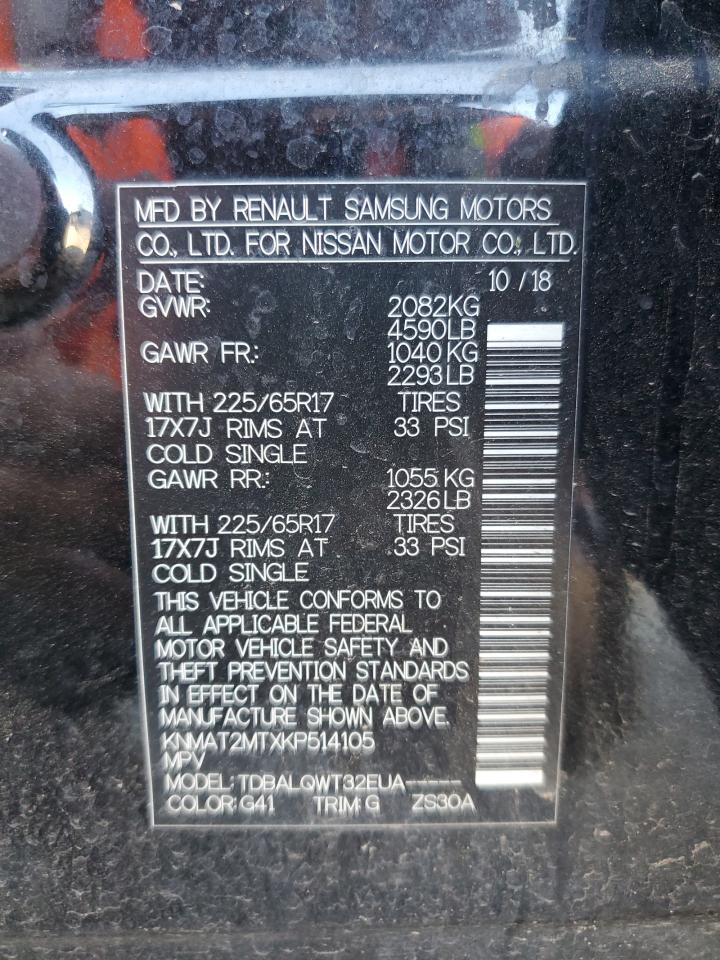 MFD BY RENAULT SAMSUNG MOTORS
CO., LTD. FOR NISSAN MOTOR CO., LTD.
DATE: 10 / 18
GVWR: 2082KG
4590LB
GAWR FR.: 1040 KG
2293 LB
WITH 225/65R17 TIRES
17X7J RIMS AT 33 PSI
COLD SINGLE
GAWR RR.: 1055 KG
2326 LB
WITH 225/65R17 TIRES
17X7J RIMS AT 33 PSI
COLD SINGLE
THIS VEHICLE CONFORMS TO
ALL APPLICABLE FEDERAL
MOTOR VEHICLE SAFETY AND
THEFT PREVENTION STANDARDS
IN EFFECT ON THE DATE OF
MANUFACTURE SHOWN ABOVE.
KNMAT2MTXKP514105
MPV
MODEL: TDBALQWT32EUA-----
COLOR: G41 TRIM: G ZS30A